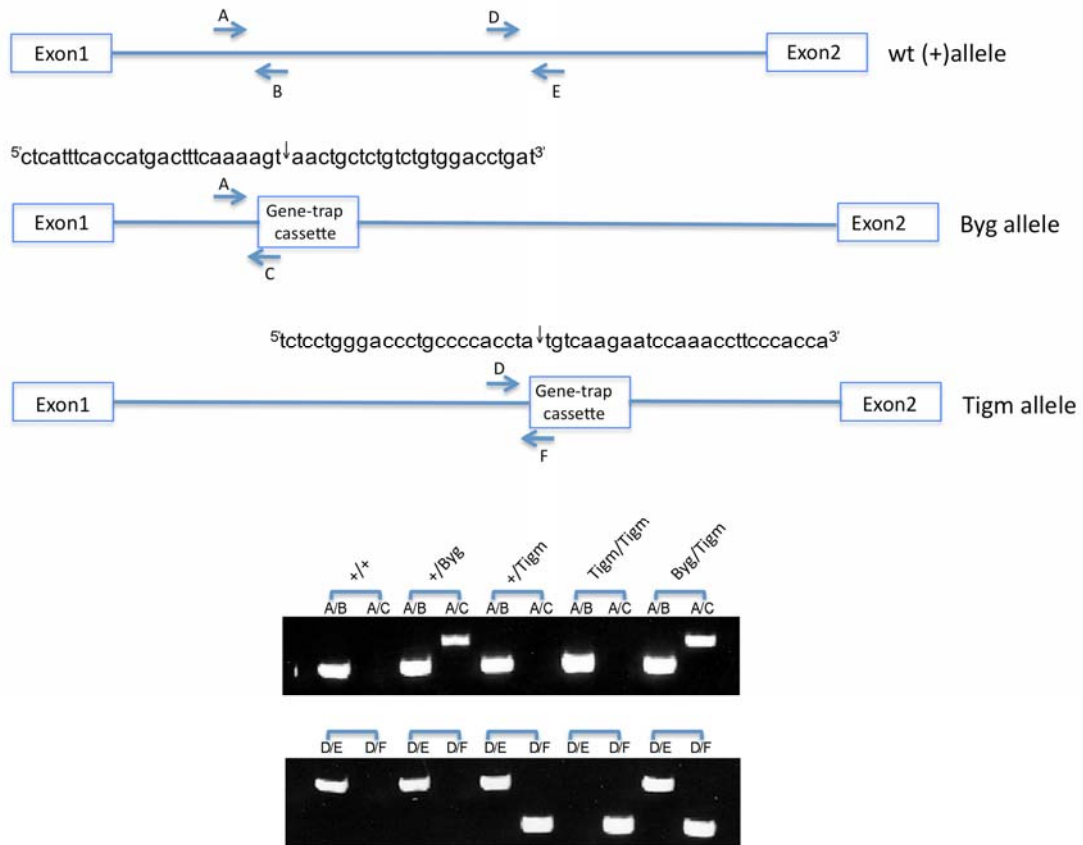 A D
Exon1 Exon2 wt (+)allele
B E
5'ctcatttcaccatgactttcaaaagt↓aactgctctgtctgtggacctgat3'
A
Exon1 Gene-trap cassette Exon2 Byg allele
C
5'tctcctgggaccctgccccaccta↓tgtcaagaatccaaaccttcccacca3'
D
Exon1 Gene-trap cassette Exon2 Tigm allele
F
+/+ +/Byg +/Tigm Tigm/Tigm Byg/Tigm
A/B A/C A/B A/C A/B A/C A/B A/C A/B A/C
D/E D/F D/E D/F D/E D/F D/E D/F D/E D/F